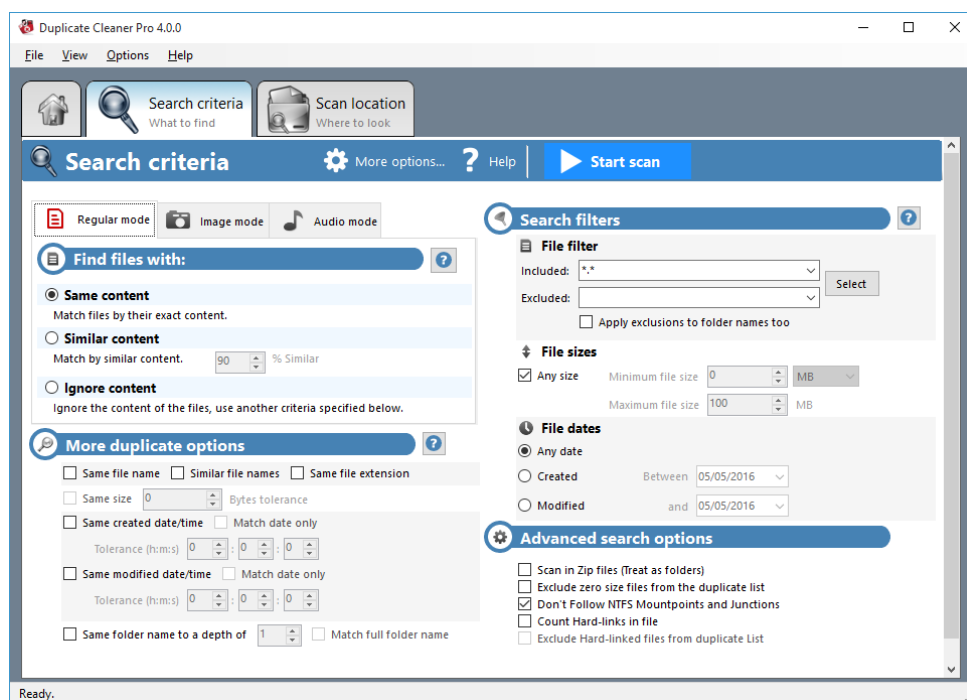 Duplicate Cleaner Pro 4.0.0
File View Options Help
Search criteria
What to find
Scan location
Where to look
Search criteria More options... ? Help Start scan
Regular mode Image mode Audio mode
Find files with: ?
Same content
Match files by their exact content.
Similar content
Match by similar content. 90 % Similar
Ignore content
Ignore the content of the files, use another criteria specified below.
More duplicate options ?
Same file name Similar file names Same file extension
Same size 0 Bytes tolerance
Same created date/time Match date only
Tolerance (h:m:s) 0 : 0 : 0
Same modified date/time Match date only
Tolerance (h:m:s) 0 : 0 : 0
Same folder name to a depth of 1 Match full folder name
Search filters ?
File filter
Included: *.*
Select
Excluded:
Apply exclusions to folder names too
File sizes
Any size Minimum file size 0 MB
Maximum file size 100 MB
File dates
Any date
Created Between 05/05/2016
Modified and 05/05/2016
Advanced search options
Scan in Zip files (Treat as folders)
Exclude zero size files from the duplicate list
Don't Follow NTFS Mountpoints and Junctions
Count Hard-links in file
Exclude Hard-linked files from duplicate List
Ready.